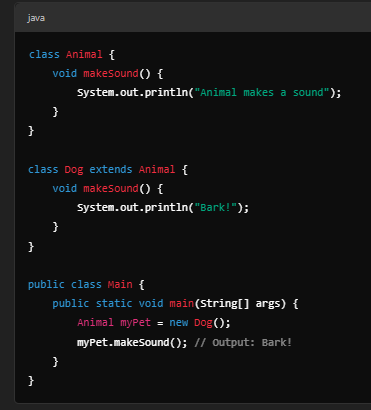 java
class Animal {
    void makeSound() {
        System.out.println("Animal makes a sound");
    }
}

class Dog extends Animal {
    void makeSound() {
        System.out.println("Bark!");
    }
}

public class Main {
    public static void main(String[] args) {
        Animal myPet = new Dog();
        myPet.makeSound(); // Output: Bark!
    }
}